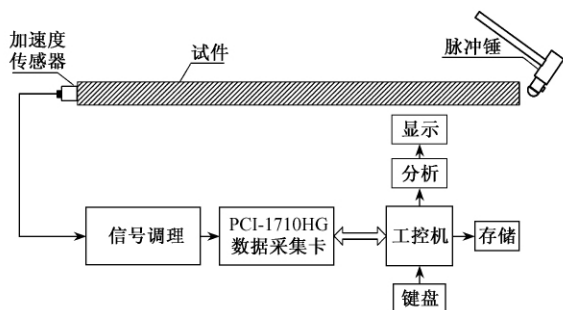 加速度
传感器
试件
脉冲锤
显示
分析
信号调理
PCI-1710HG
数据采集卡
工控机
存储
键盘